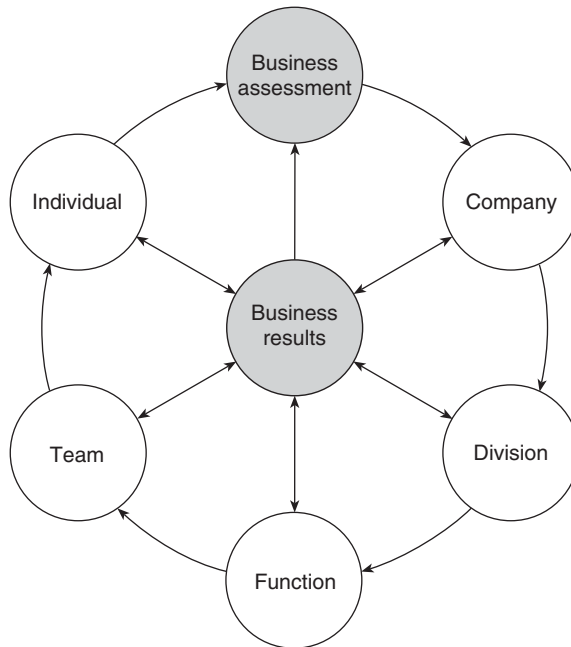 Business
assessment
Individual
Company
Business
results
Team
Division
Function